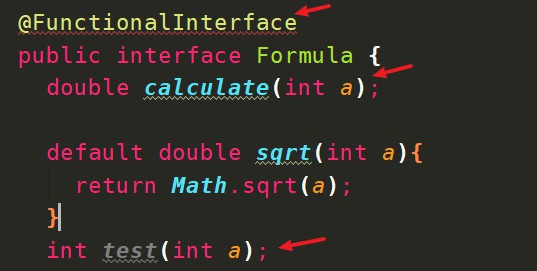 @FunctionalInterface
public interface Formula {
double calculate(int a);
default double sqrt(int a){
return Math.sqrt(a);
}
int test(int a);